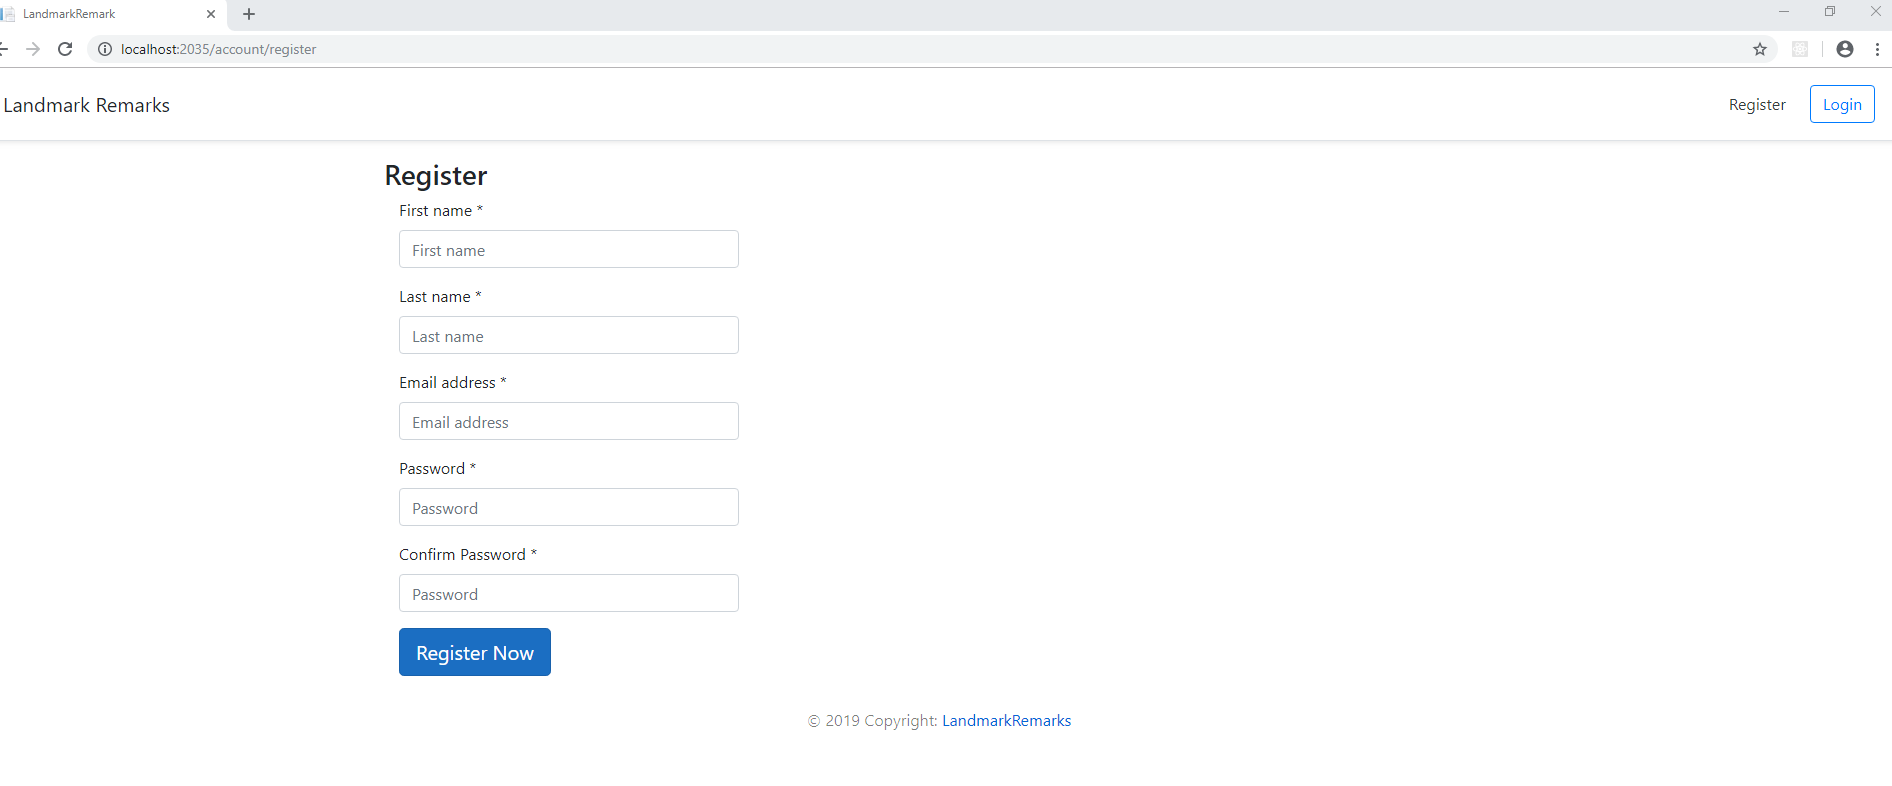 LandmarkRemark
localhost:2035/account/register
Landmark Remarks
Register
Login
Register
First name *
First name
Last name *
Last name
Email address *
Email address
Password *
Password
Confirm Password *
Password
Register Now
© 2019 Copyright: LandmarkRemarks